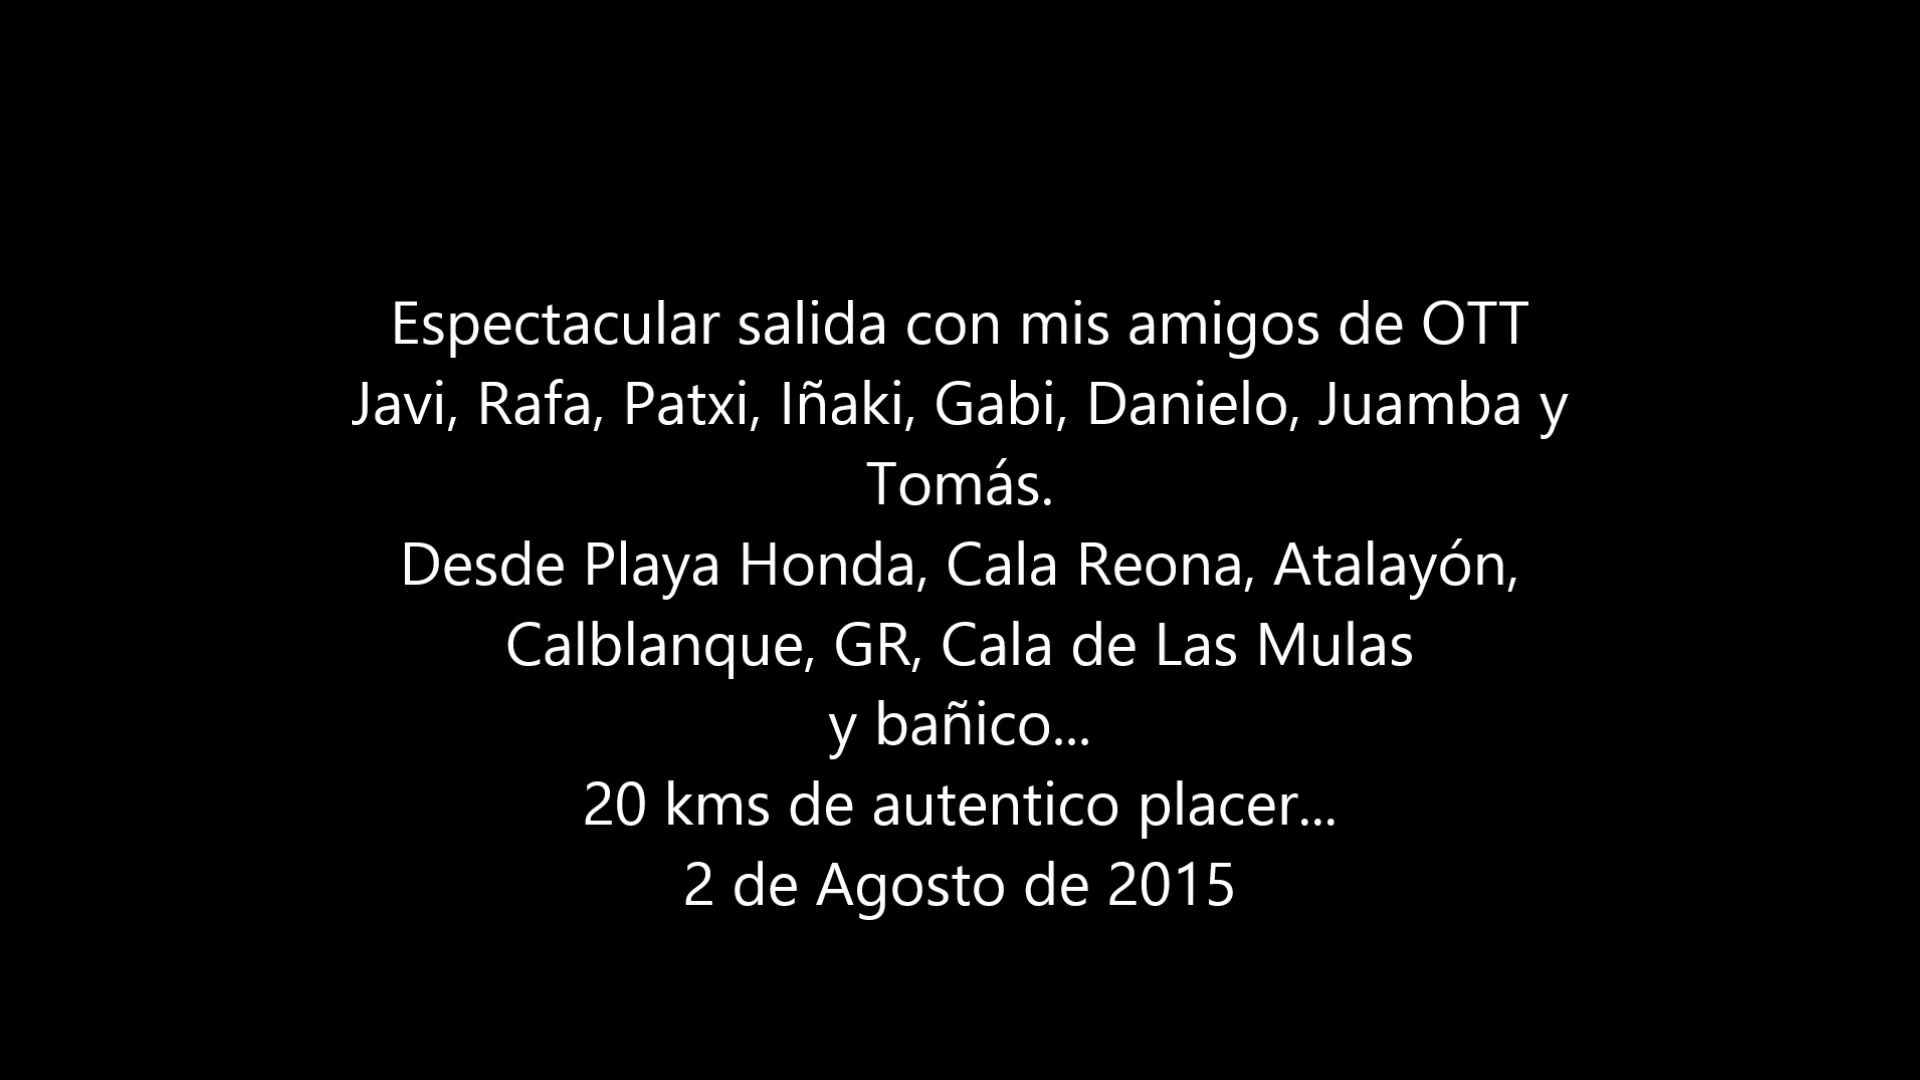 Espectacular salida con mis amigos de OTT
Javi, Rafa, Patxi, Iñaki, Gabi, Danielo, Juamba y
Tomás.
Desde Playa Honda, Cala Reona, Atalayón,
Calblanque, GR, Cala de Las Mulas
y bañico...
20 kms de autentico placer...
2 de Agosto de 2015